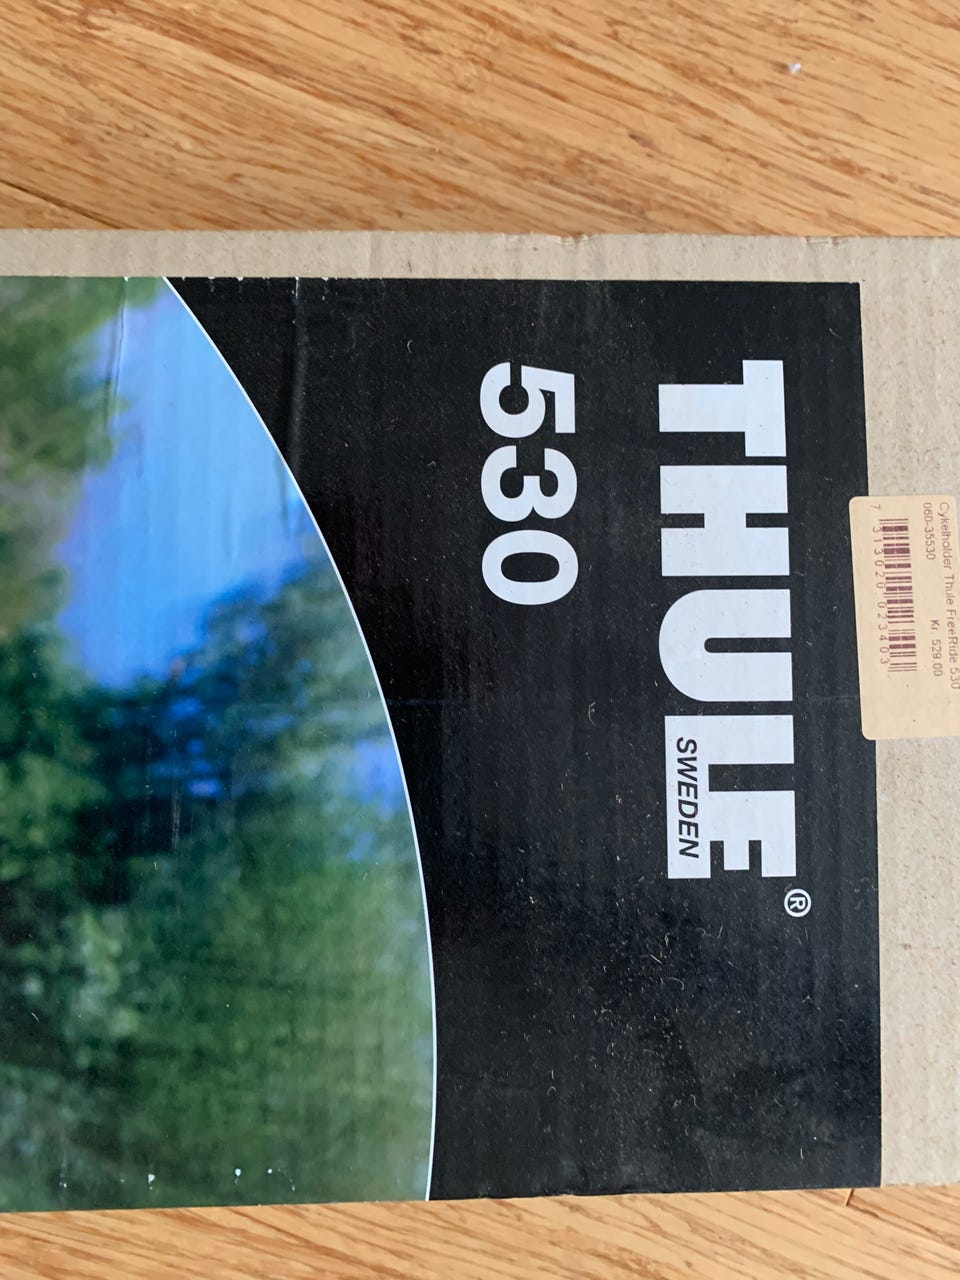 THULE®
SWEDEN
530
Cykelholder Thule FreeRide 530
060-35530
Kr. 529.00
7 313020 023403